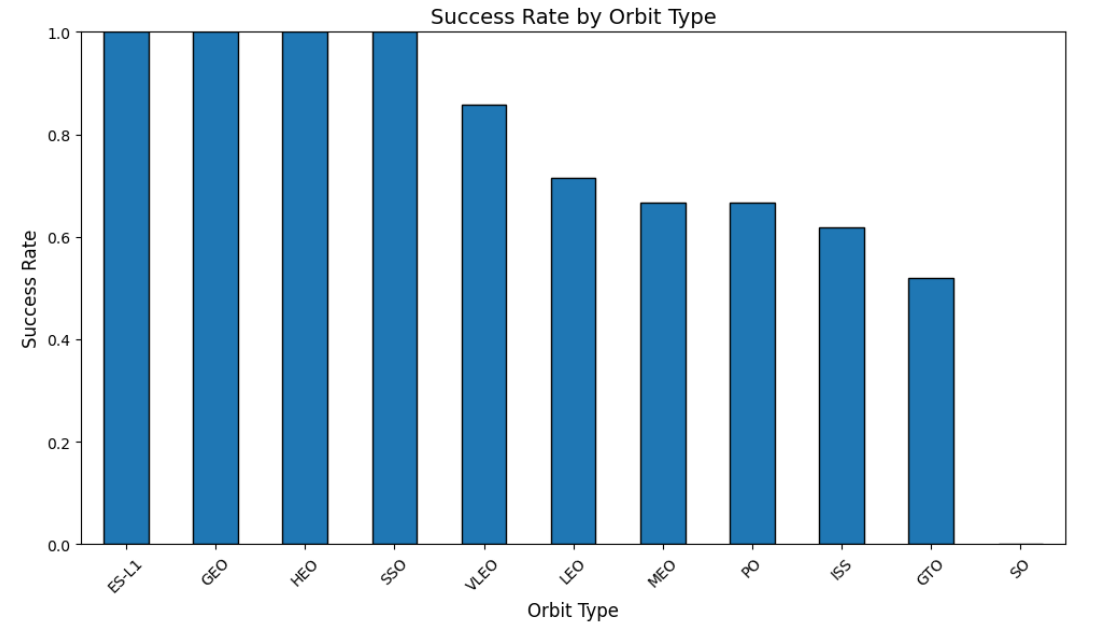 Success Rate by Orbit Type
1.0
0.8
0.6
0.4
0.2
0.0
Success Rate
ES-L1
GEO
HEO
SSO
VLEO
LEO
MEO
PO
ISS
GTO
SO
Orbit Type